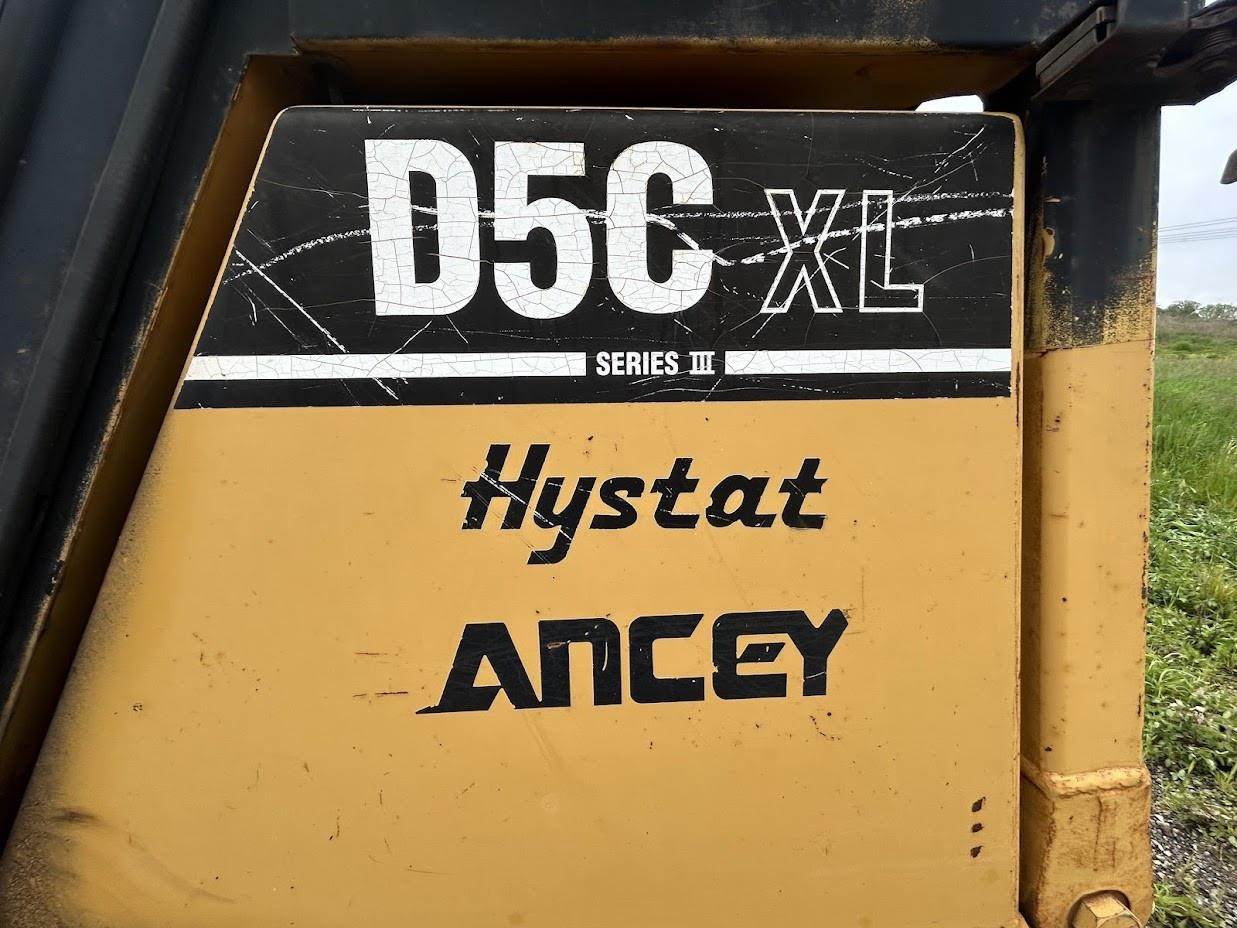 D5C XL
SERIES III
Hystat
ANCEY